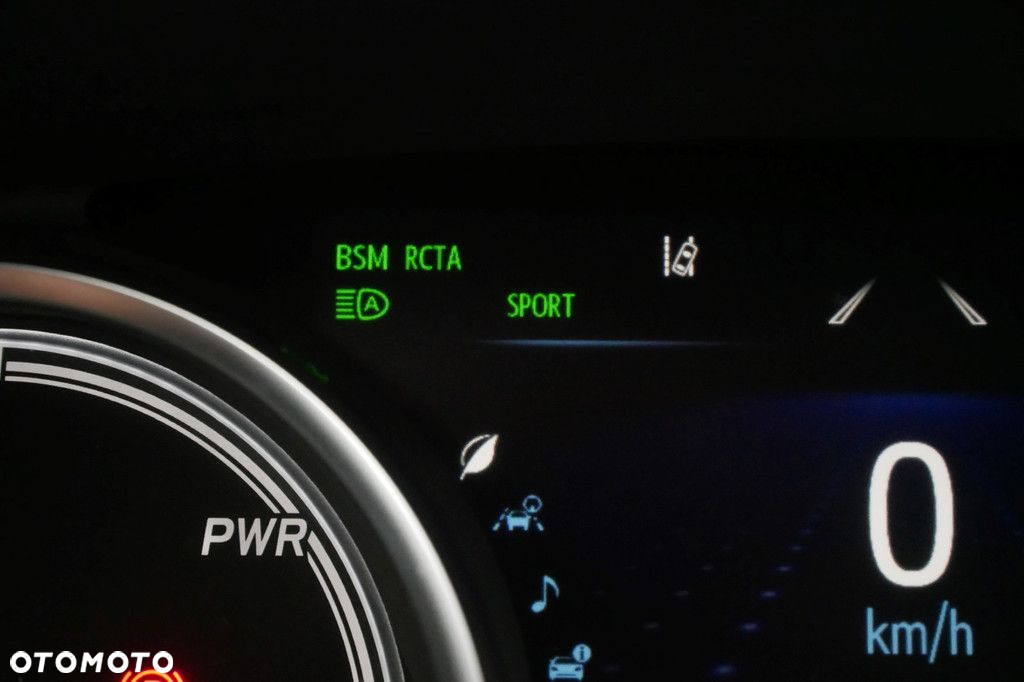 BSM RCTA
A
SPORT
PWR
0
km/h
i
OTOMOTO